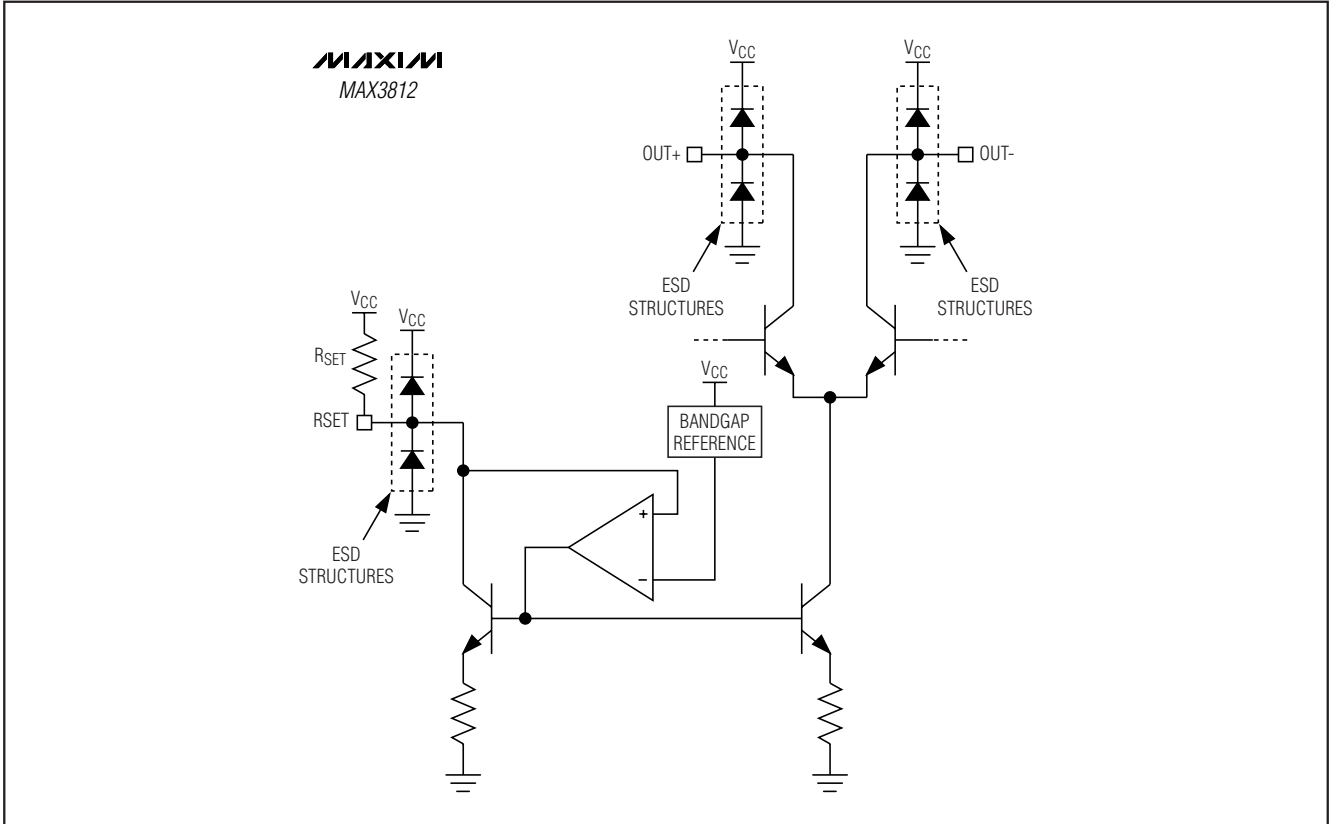 MAXIM
MAX3812
VCC
VCC
OUT+
OUT-
ESD
STRUCTURES
ESD
STRUCTURES
VCC
VCC
RSET
RSET
VCC
BANDGAP
REFERENCE
+
−
ESD
STRUCTURES